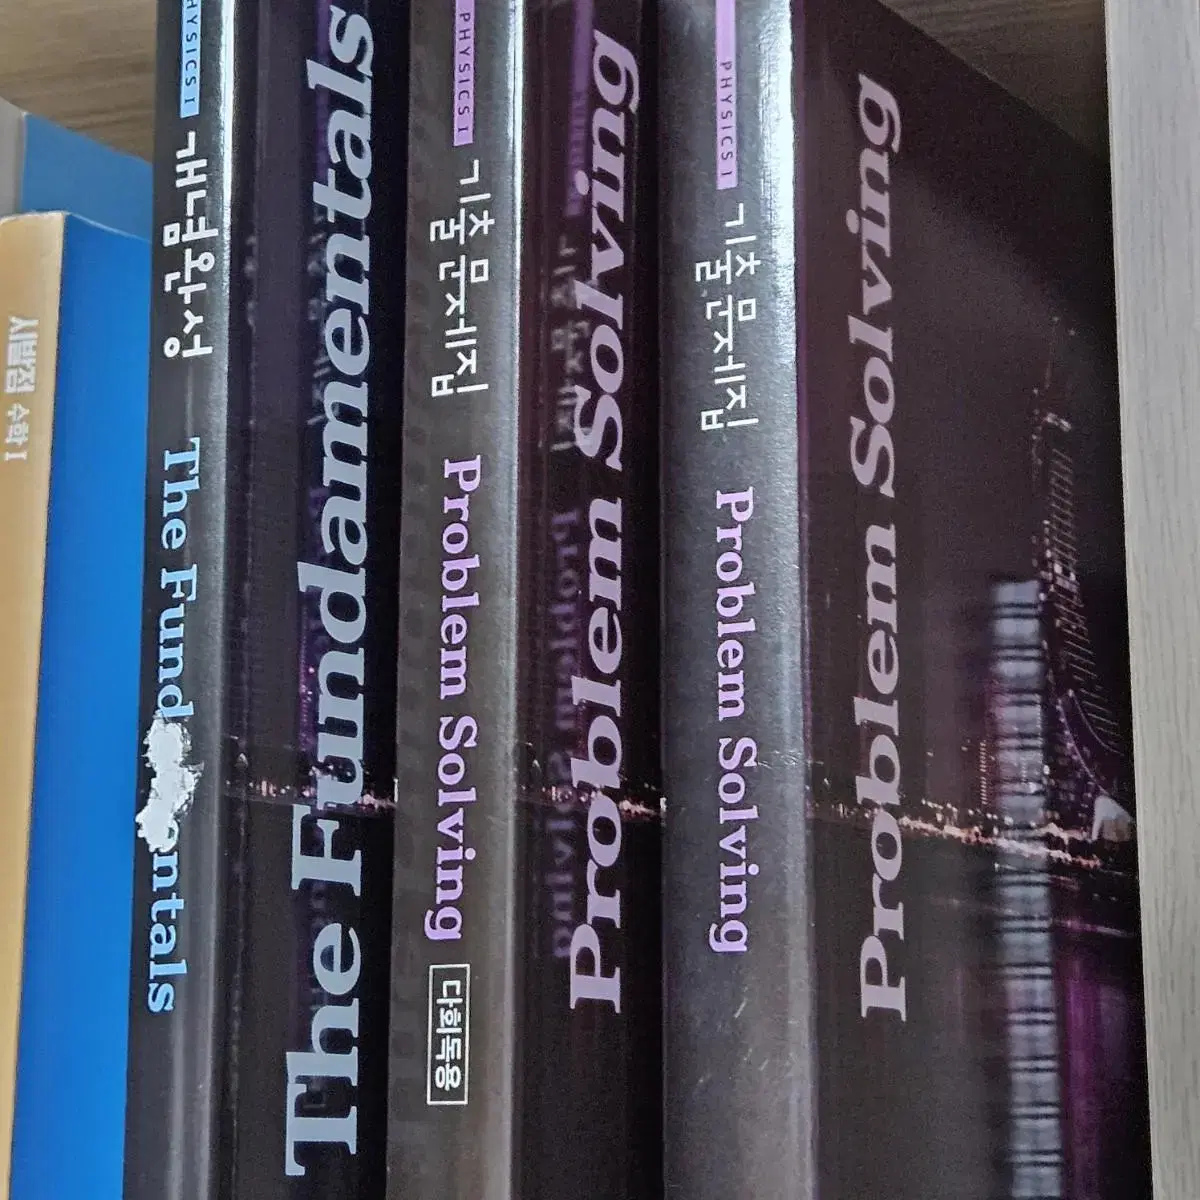 시발점 수학 I
PHYSICS I
개념완성
The Fund entals
The Fundamentals
PHYSICS I
기출 문제집
Problem Solving
다회독용
Problem Solving
PHYSICS I
기출 문제집
Problem Solving
Problem Solving